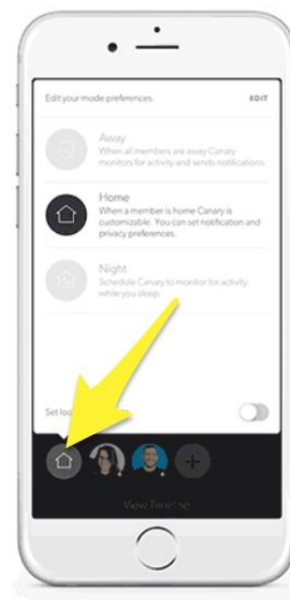 Edit your mode preferences. EDIT
Away
When all members are away Canary
monitors for activity and sends notifications.
Home
When a member is home Canary is
customizable. You can set notification and
privacy preferences.
Night
Schedule Canary to monitor for activity
while you sleep.
Set
View Timeline